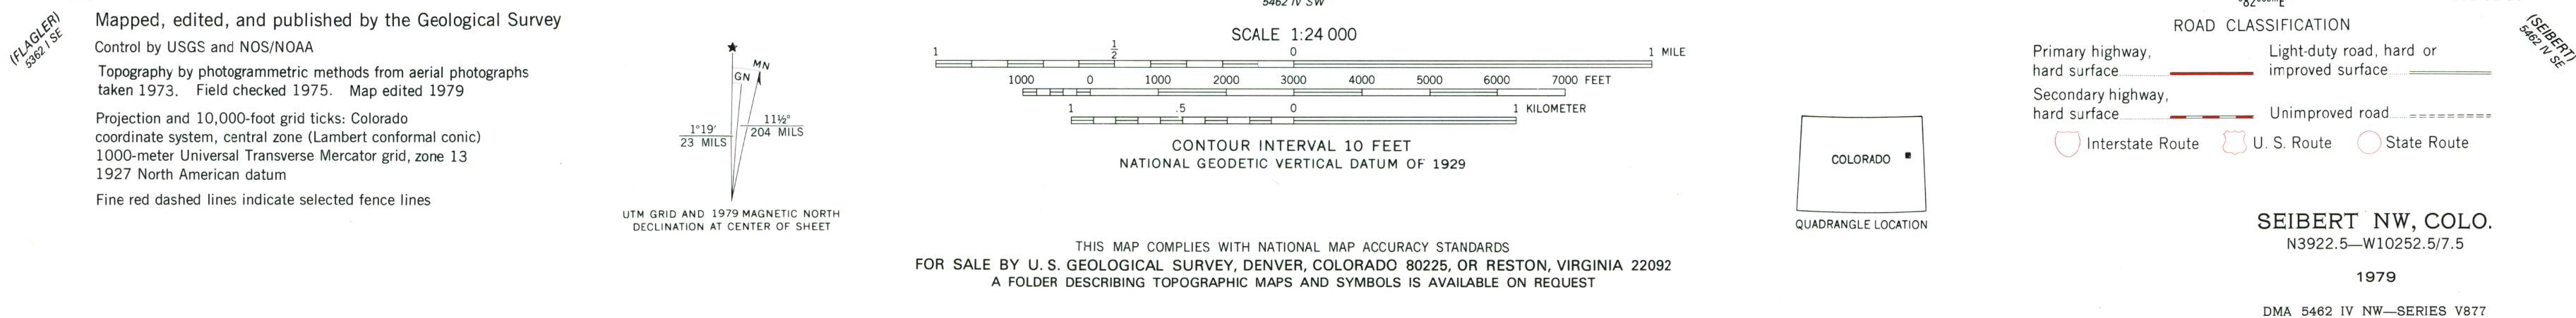 (FLAGLER)
5362 I SE
Mapped, edited, and published by the Geological Survey
Control by USGS and NOS/NOAA
Topography by photogrammetric methods from aerial photographs
taken 1973. Field checked 1975. Map edited 1979
Projection and 10,000-foot grid ticks: Colorado
coordinate system, central zone (Lambert conformal conic)
1000-meter Universal Transverse Mercator grid, zone 13
1927 North American datum
Fine red dashed lines indicate selected fence lines
★
MN
GN
1°19′
23 MILS
11½°
204 MILS
UTM GRID AND 1979 MAGNETIC NORTH
DECLINATION AT CENTER OF SHEET
5462 IV SW
SCALE 1:24 000
1 ½ 0 1 MILE
1000 0 1000 2000 3000 4000 5000 6000 7000 FEET
1 .5 0 1 KILOMETER
CONTOUR INTERVAL 10 FEET
NATIONAL GEODETIC VERTICAL DATUM OF 1929
THIS MAP COMPLIES WITH NATIONAL MAP ACCURACY STANDARDS
FOR SALE BY U. S. GEOLOGICAL SURVEY, DENVER, COLORADO 80225, OR RESTON, VIRGINIA 22092
A FOLDER DESCRIBING TOPOGRAPHIC MAPS AND SYMBOLS IS AVAILABLE ON REQUEST
COLORADO
QUADRANGLE LOCATION
ROAD CLASSIFICATION
Primary highway,
hard surface
Light-duty road, hard or
improved surface
Secondary highway,
hard surface
Unimproved road
Interstate Route U. S. Route State Route
(SEIBERT)
5462 IV SE
SEIBERT NW, COLO.
N3922.5—W10252.5/7.5
1979
DMA 5462 IV NW—SERIES V877